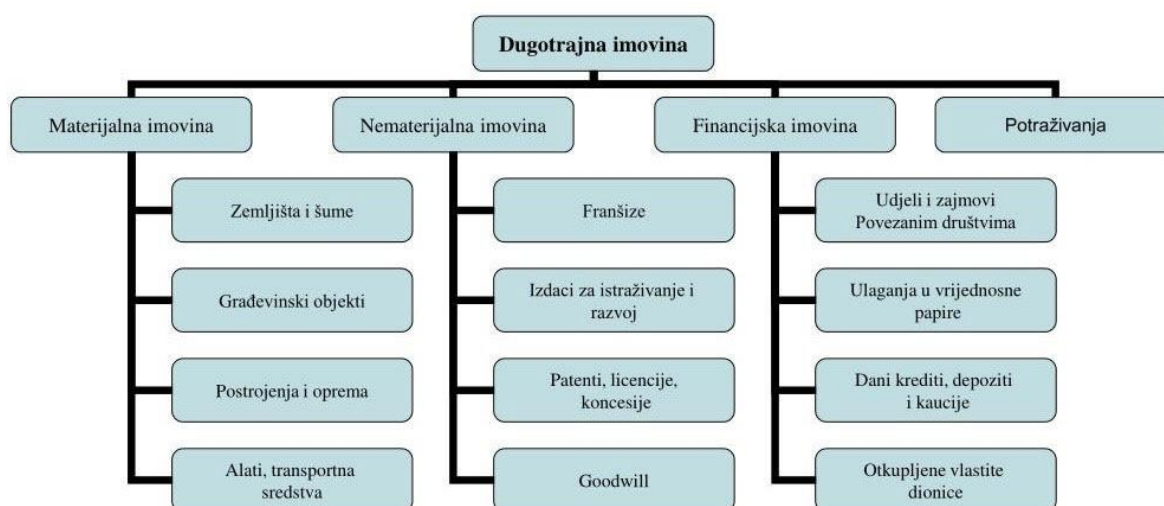 Dugotrajna imovina
Materijalna imovina
Nematerijalna imovina
Financijska imovina
Potraživanja
Zemljišta i šume
Franšize
Udjeli i zajmovi
Povezanim društvima
Građevinski objekti
Izdaci za istraživanje i
razvoj
Ulaganja u vrijednosne
papire
Postrojenja i oprema
Patenti, licencije,
koncesije
Dani krediti, depoziti
i kaucije
Alati, transportna
sredstva
Goodwill
Otkupljene vlastite
dionice